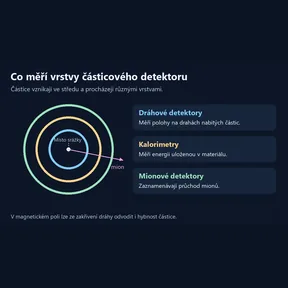 Co měří vrstvy částicového detektoru
Částice vznikají ve středu a procházejí různými vrstvami.
Místo srážky
mion
Dráhové detektory
Měří polohy na drahách nabitých částic.
Kalorimetry
Měří energii uloženou v materiálu.
Mionové detektory
Zaznamenávají průchod mionů.
V magnetickém poli lze ze zakřivení dráhy odvodit i hybnost částice.